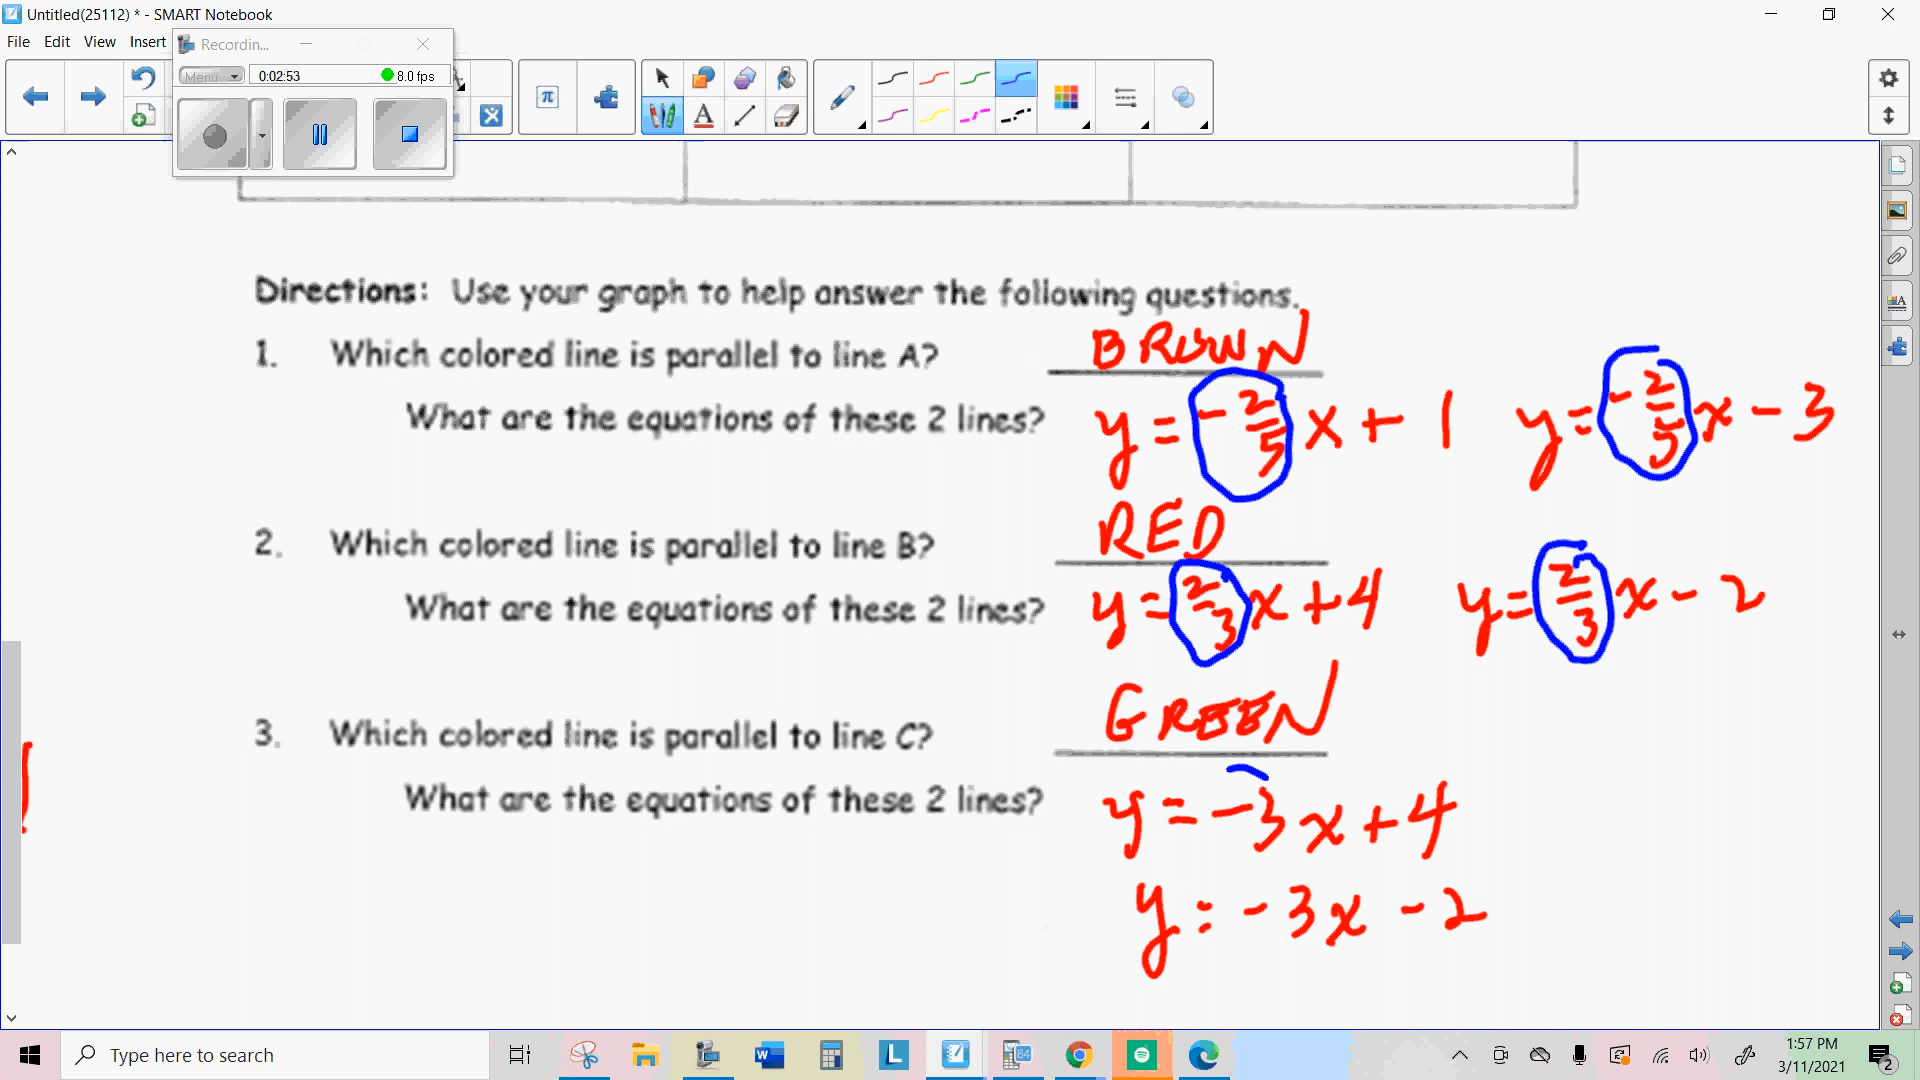 Untitled(25112) * - SMART Notebook
File Edit View Insert
Recordin...
Menu 0:02:53 8.0 fps
π A
Directions: Use your graph to help answer the following questions.
1. Which colored line is parallel to line A? BROWN
What are the equations of these 2 lines? y = -2/5 x + 1 y = -2/5 x - 3
2. Which colored line is parallel to line B? RED
What are the equations of these 2 lines? y = 2/3 x + 4 y = 2/3 x - 2
3. Which colored line is parallel to line C? GREEN
What are the equations of these 2 lines? y = -3x + 4
y = -3x - 2
Type here to search
84
1:57 PM
3/11/2021
2